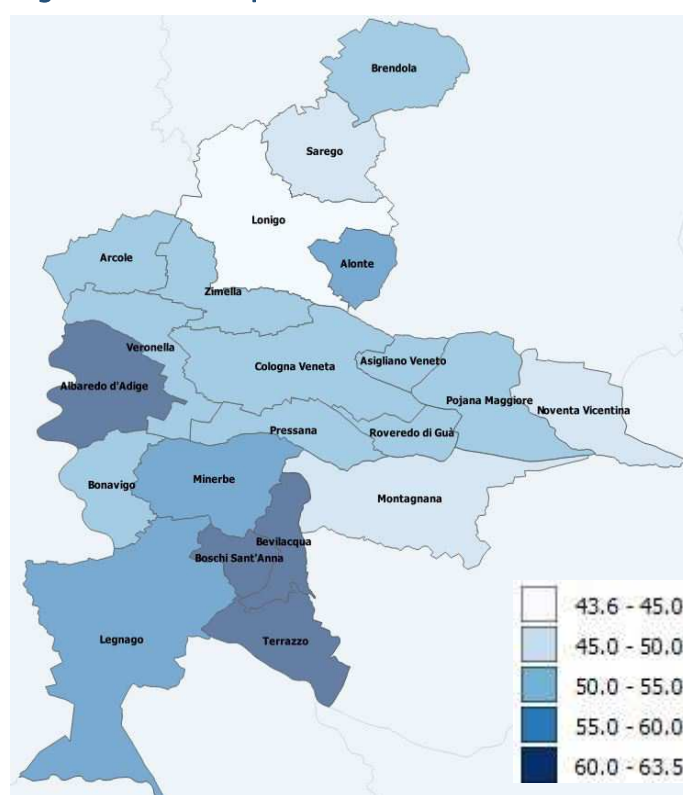 Brendola
Sarego
Lonigo
Arcole
Alonte
Zimella
Veronella
Asigliano Veneto
Cologna Veneta
Albaredo d'Adige
Pojana Maggiore
Noventa Vicentina
Pressana
Roveredo di Guà
Minerbe
Bonavigo
Montagnana
Bevilacqua
Boschi Sant'Anna
Legnago
Terrazzo
43.6 - 45.0
45.0 - 50.0
50.0 - 55.0
55.0 - 60.0
60.0 - 63.5